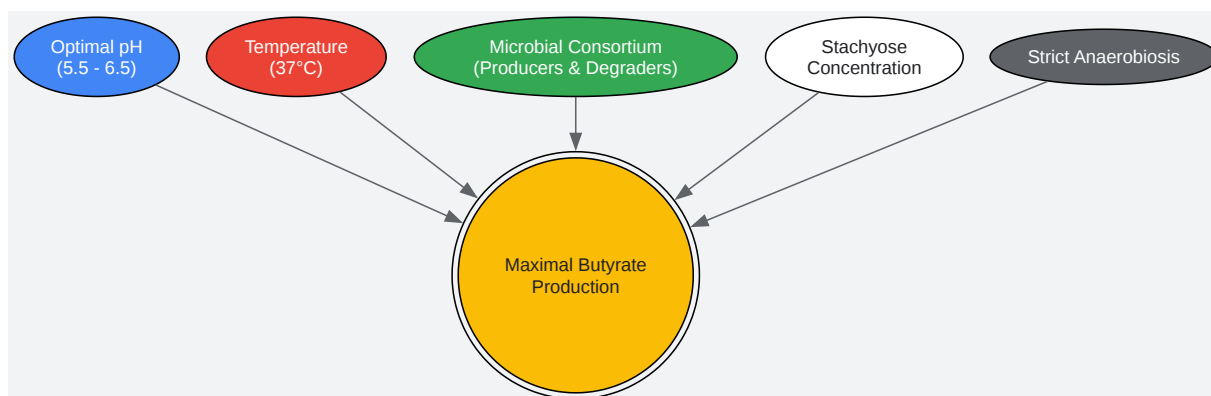 Optimal pH
(5.5 - 6.5)
Temperature
(37°C)
Microbial Consortium
(Producers & Degraders)
Stachyose
Concentration
Strict Anaerobiosis
Maximal Butyrate
Production